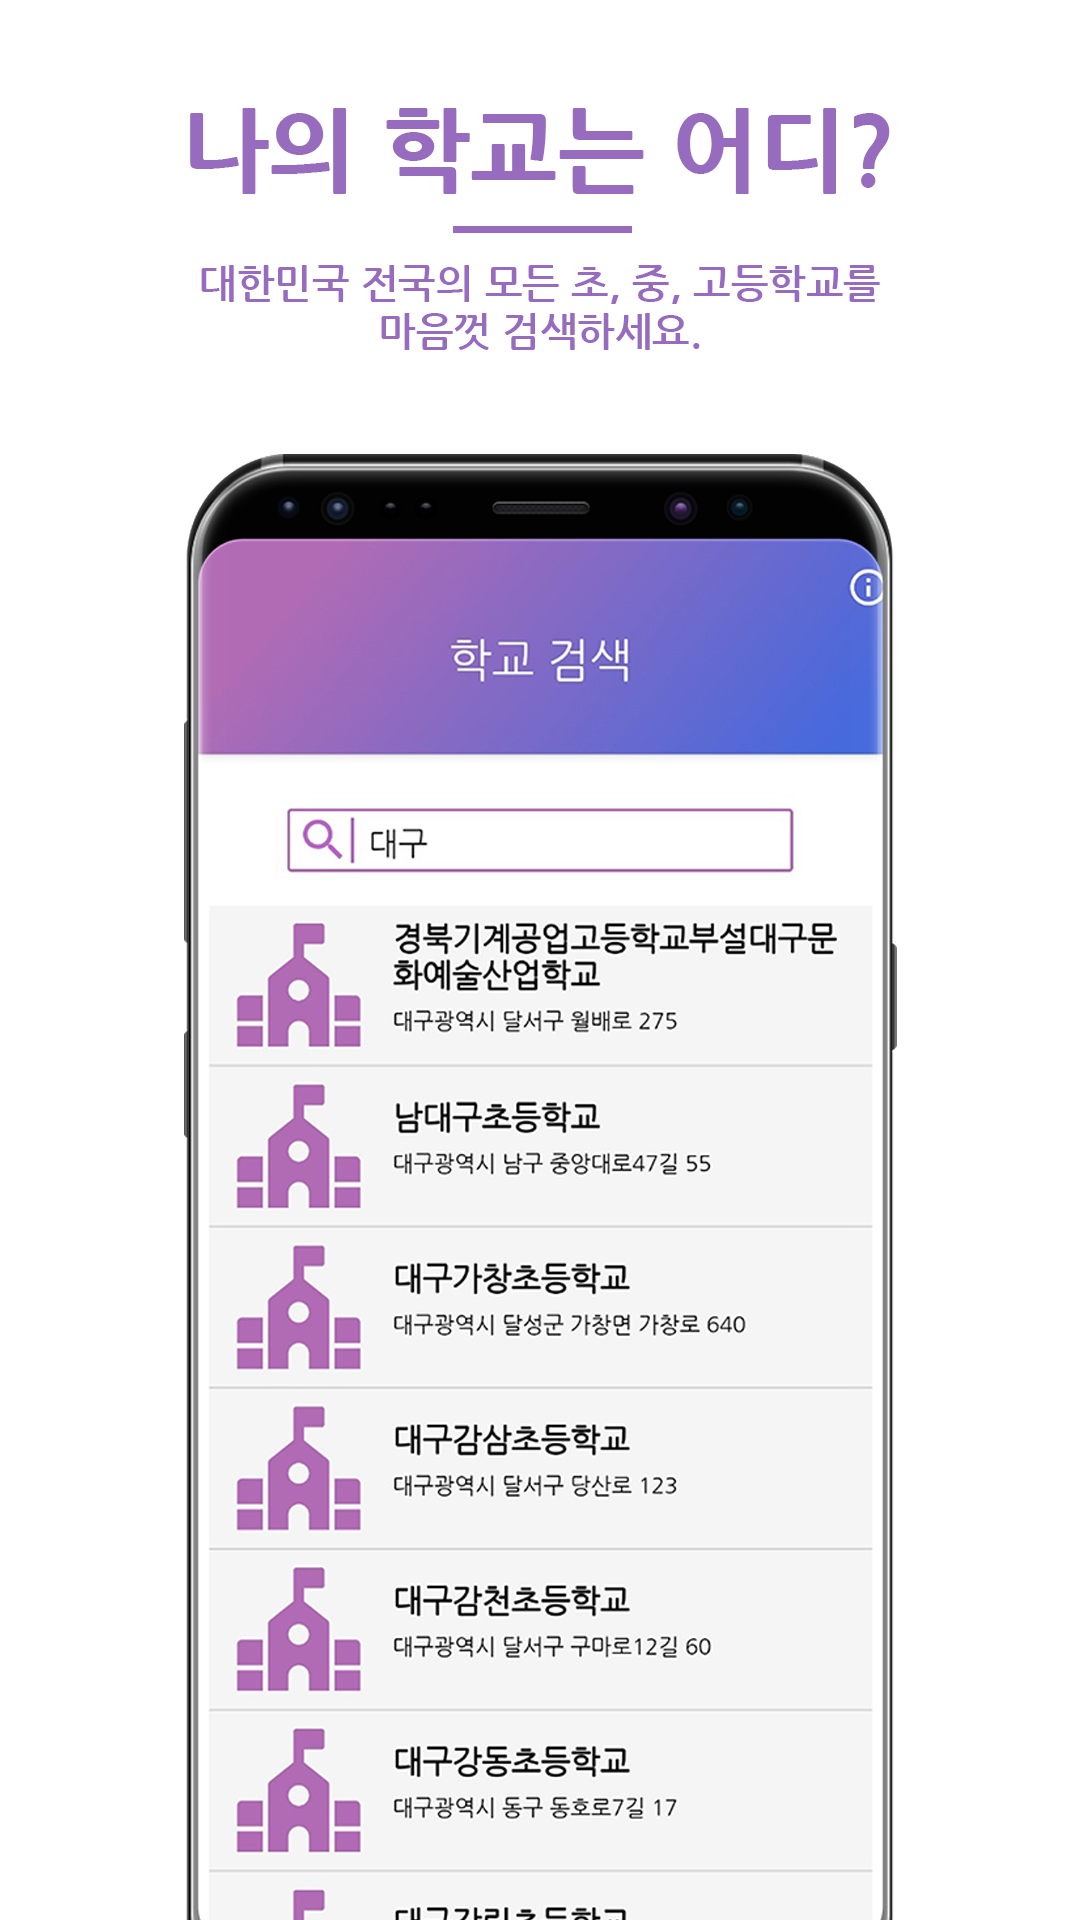 나의 학교는 어디?
대한민국 전국의 모든 초, 중, 고등학교를
마음껏 검색하세요.
학교 검색
대구
경북기계공업고등학교부설대구문
화예술산업학교
대구광역시 달서구 월배로 275
남대구초등학교
대구광역시 남구 중앙대로47길 55
대구가창초등학교
대구광역시 달성군 가창면 가창로 640
대구감삼초등학교
대구광역시 달서구 당산로 123
대구감천초등학교
대구광역시 달서구 구마로12길 60
대구강동초등학교
대구광역시 동구 동호로7길 17